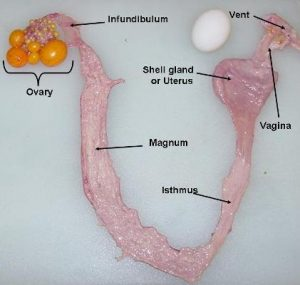 Infundibulum
Vent
Shell gland
or Uterus
Ovary
Vagina
Magnum
Isthmus